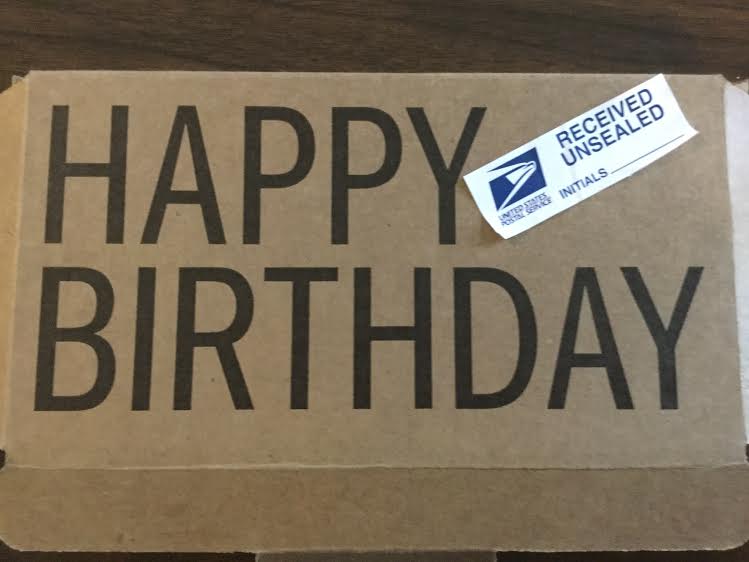 HAPPY
BIRTHDAY
RECEIVED
UNSEALED
INITIALS
UNITED STATES
POSTAL SERVICE